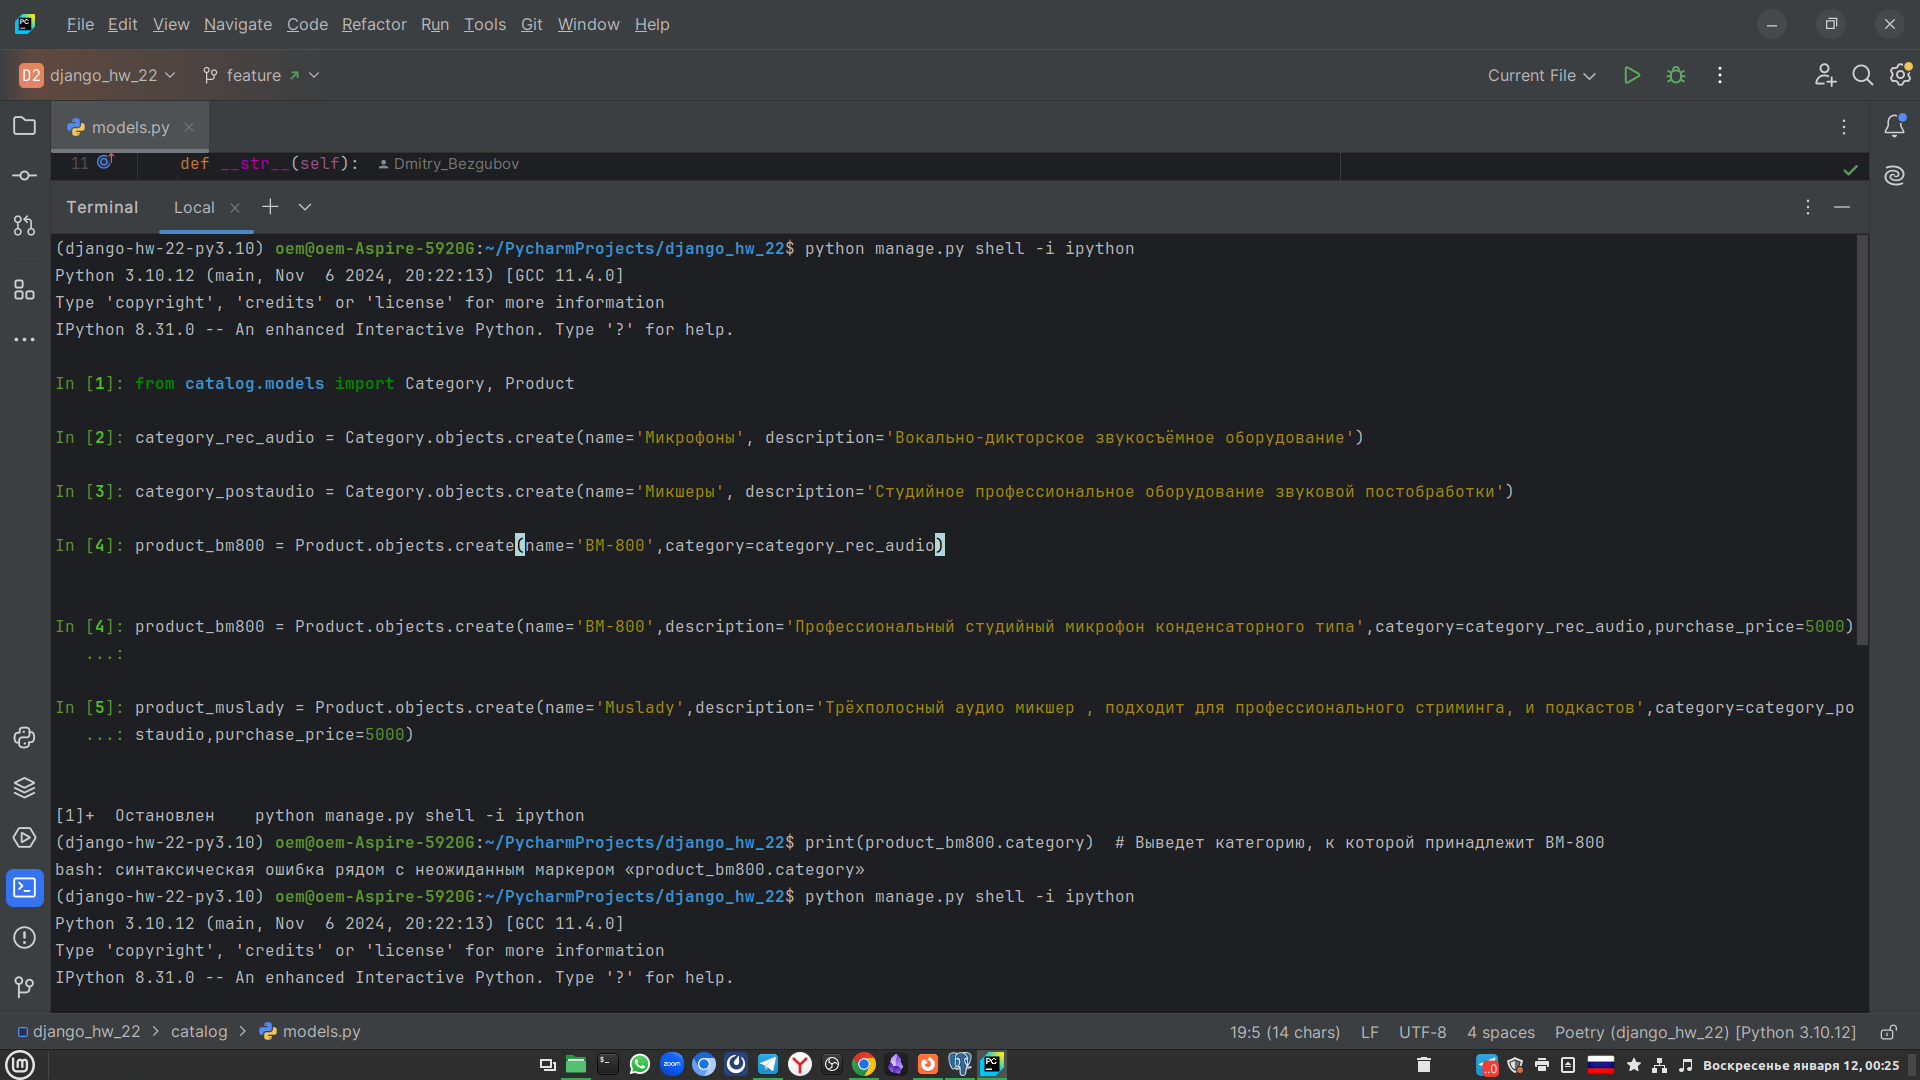 File Edit View Navigate Code Refactor Run Tools Git Window Help
D2 django_hw_22 feature Current File
models.py
11 def __str__(self): Dmitry_Bezgubov
Terminal Local
(django-hw-22-py3.10) oem@oem-Aspire-5920G:~/PycharmProjects/django_hw_22$ python manage.py shell -i ipython
Python 3.10.12 (main, Nov  6 2024, 20:22:13) [GCC 11.4.0]
Type 'copyright', 'credits' or 'license' for more information
IPython 8.31.0 -- An enhanced Interactive Python. Type '?' for help.
In [1]: from catalog.models import Category, Product
In [2]: category_rec_audio = Category.objects.create(name='Микрофоны', description='Вокально-дикторское звукосъёмное оборудование')
In [3]: category_postaudio = Category.objects.create(name='Микшеры', description='Студийное профессиональное оборудование звуковой постобработки')
In [4]: product_bm800 = Product.objects.create(name='BM-800',category=category_rec_audio)
In [4]: product_bm800 = Product.objects.create(name='BM-800',description='Профессиональный студийный микрофон конденсаторного типа',category=category_rec_audio,purchase_price=5000)
...:
In [5]: product_muslady = Product.objects.create(name='Muslady',description='Трёхполосный аудио микшер , подходит для профессионального стриминга, и подкастов',category=category_po
...: staudio,purchase_price=5000)
[1]+  Остановлен    python manage.py shell -i ipython
(django-hw-22-py3.10) oem@oem-Aspire-5920G:~/PycharmProjects/django_hw_22$ print(product_bm800.category)  # Выведет категорию, к которой принадлежит BM-800
bash: синтаксическая ошибка рядом с неожиданным маркером «product_bm800.category»
(django-hw-22-py3.10) oem@oem-Aspire-5920G:~/PycharmProjects/django_hw_22$ python manage.py shell -i ipython
Python 3.10.12 (main, Nov  6 2024, 20:22:13) [GCC 11.4.0]
Type 'copyright', 'credits' or 'license' for more information
IPython 8.31.0 -- An enhanced Interactive Python. Type '?' for help.
django_hw_22 > catalog > models.py 19:5 (14 chars) LF UTF-8 4 spaces Poetry (django_hw_22) [Python 3.10.12]
zoom PC Воскресенье января 12, 00:25